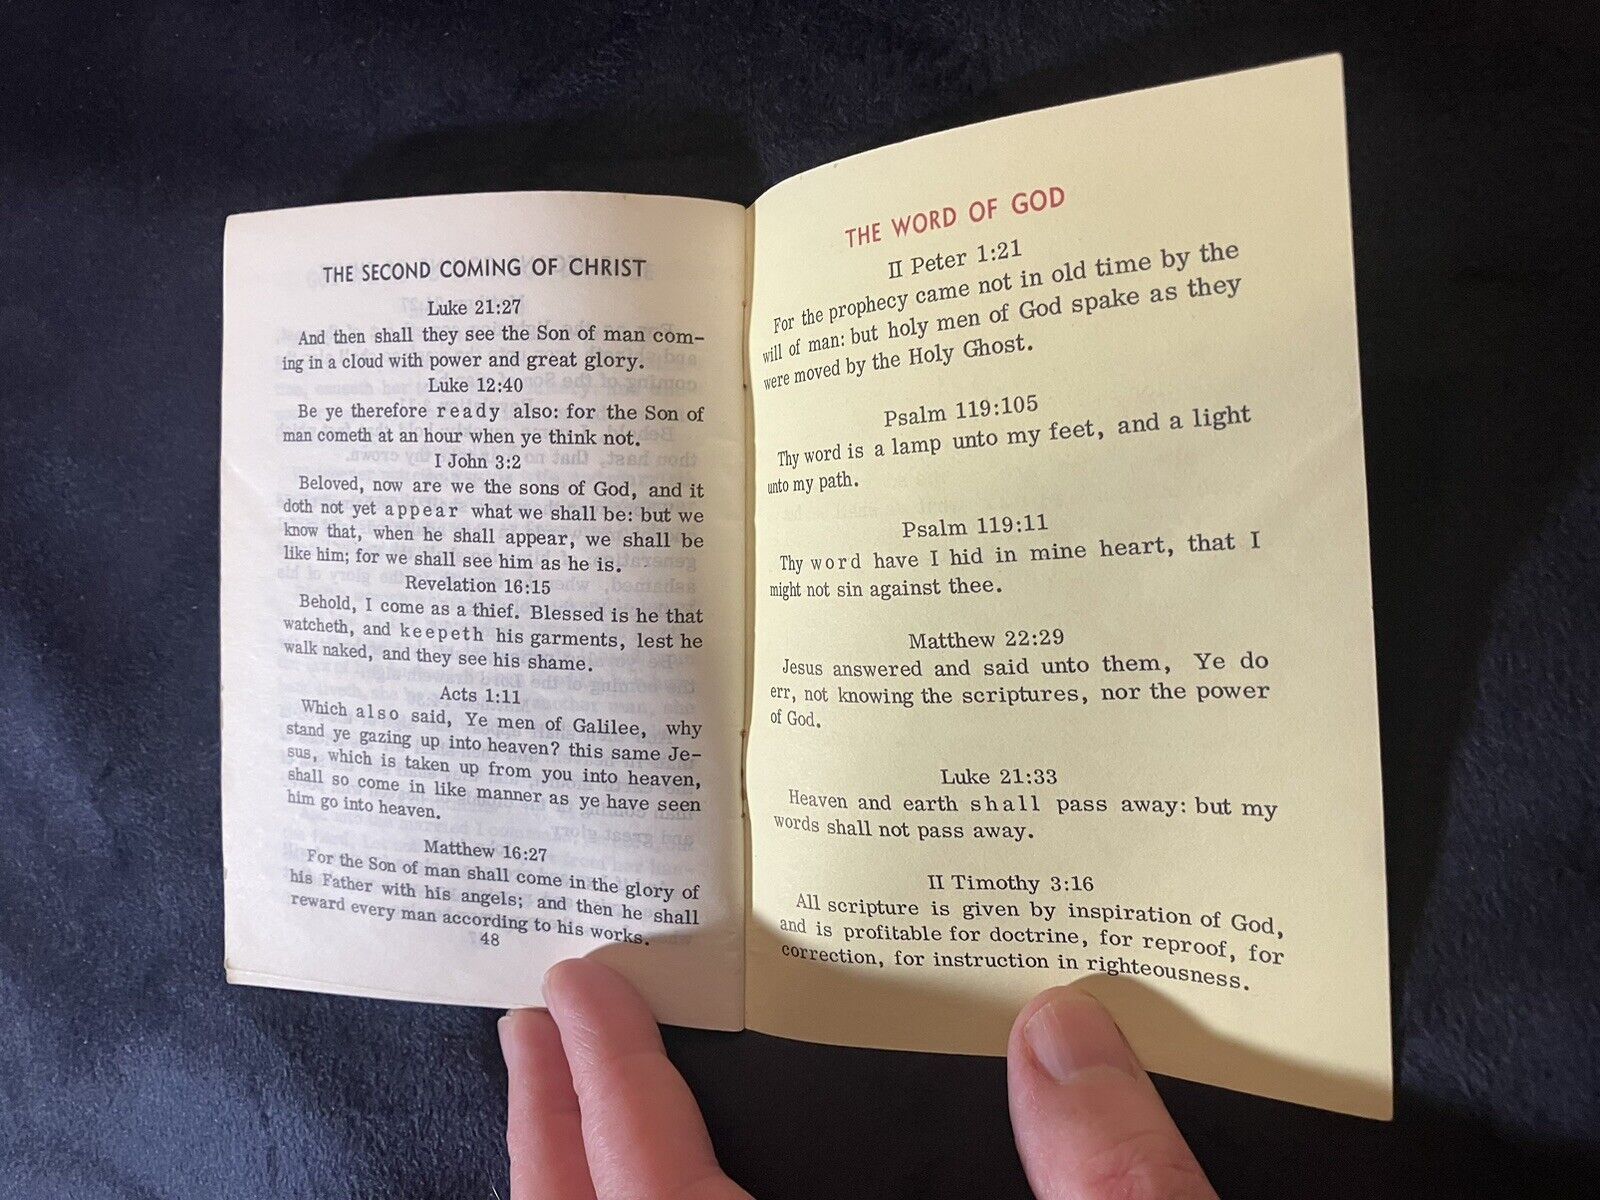 THE SECOND COMING OF CHRIST
Luke 21:27
And then shall they see the Son of man com-
ing in a cloud with power and great glory.
Luke 12:40
Be ye therefore ready also: for the Son of
man cometh at an hour when ye think not.
I John 3:2
Beloved, now are we the sons of God, and it
doth not yet appear what we shall be: but we
know that, when he shall appear, we shall be
like him; for we shall see him as he is.
Revelation 16:15
Behold, I come as a thief. Blessed is he that
watcheth, and keepeth his garments, lest he
walk naked, and they see his shame.
Acts 1:11
Which also said, Ye men of Galilee, why
stand ye gazing up into heaven? this same Je-
sus, which is taken up from you into heaven,
shall so come in like manner as ye have seen
him go into heaven.
Matthew 16:27
For the Son of man shall come in the glory of
his Father with his angels; and then he shall
reward every man according to his works.
48
THE WORD OF GOD
II Peter 1:21
For the prophecy came not in old time by the
will of man: but holy men of God spake as they
were moved by the Holy Ghost.
Psalm 119:105
Thy word is a lamp unto my feet, and a light
unto my path.
Psalm 119:11
Thy word have I hid in mine heart, that I
might not sin against thee.
Matthew 22:29
Jesus answered and said unto them, Ye do
err, not knowing the scriptures, nor the power
of God.
Luke 21:33
Heaven and earth shall pass away: but my
words shall not pass away.
II Timothy 3:16
All scripture is given by inspiration of God,
and is profitable for doctrine, for reproof, for
correction, for instruction in righteousness.